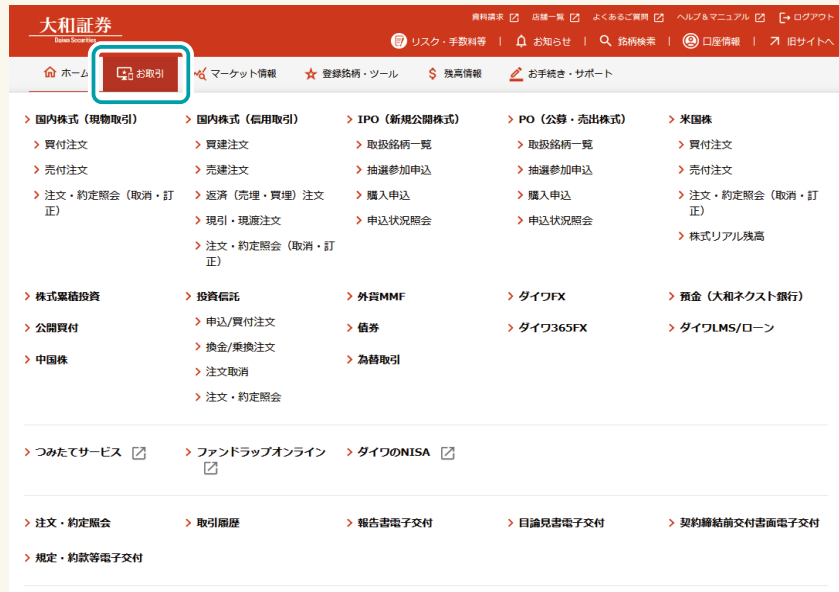 大和証券
Daiwa Securities
資料請求 店舗一覧 よくあるご質問 ヘルプ&マニュアル ログアウト
リスク・手数料等 | お知らせ | 銘柄検索 | 口座情報 | 旧サイトへ
ホーム お取引 マーケット情報 登録銘柄・ツール 残高情報 お手続き・サポート
国内株式（現物取引） 国内株式（信用取引） IPO（新規公開株式） PO（公募・売出株式） 米国株
買付注文 買建注文 取扱銘柄一覧 取扱銘柄一覧 買付注文
売付注文 売建注文 抽選参加申込 抽選参加申込 売付注文
注文・約定照会（取消・訂 返済（売埋・買埋）注文 購入申込 購入申込 注文・約定照会（取消・訂
正） 正）
現引・現渡注文 申込状況照会 申込状況照会
株式リアル残高
注文・約定照会（取消・訂
正）
株式累積投資 投資信託 外貨MMF ダイワFX 預金（大和ネクスト銀行）
申込/買付注文
公開買付 債券 ダイワ365FX ダイワLMS/ローン
換金/乗換注文
中国株 為替取引
注文取消
注文・約定照会
つみたてサービス ファンドラップオンライン ダイワのNISA
注文・約定照会 取引履歴 報告書電子交付 目論見書電子交付 契約締結前交付書面電子交付
規定・約款等電子交付